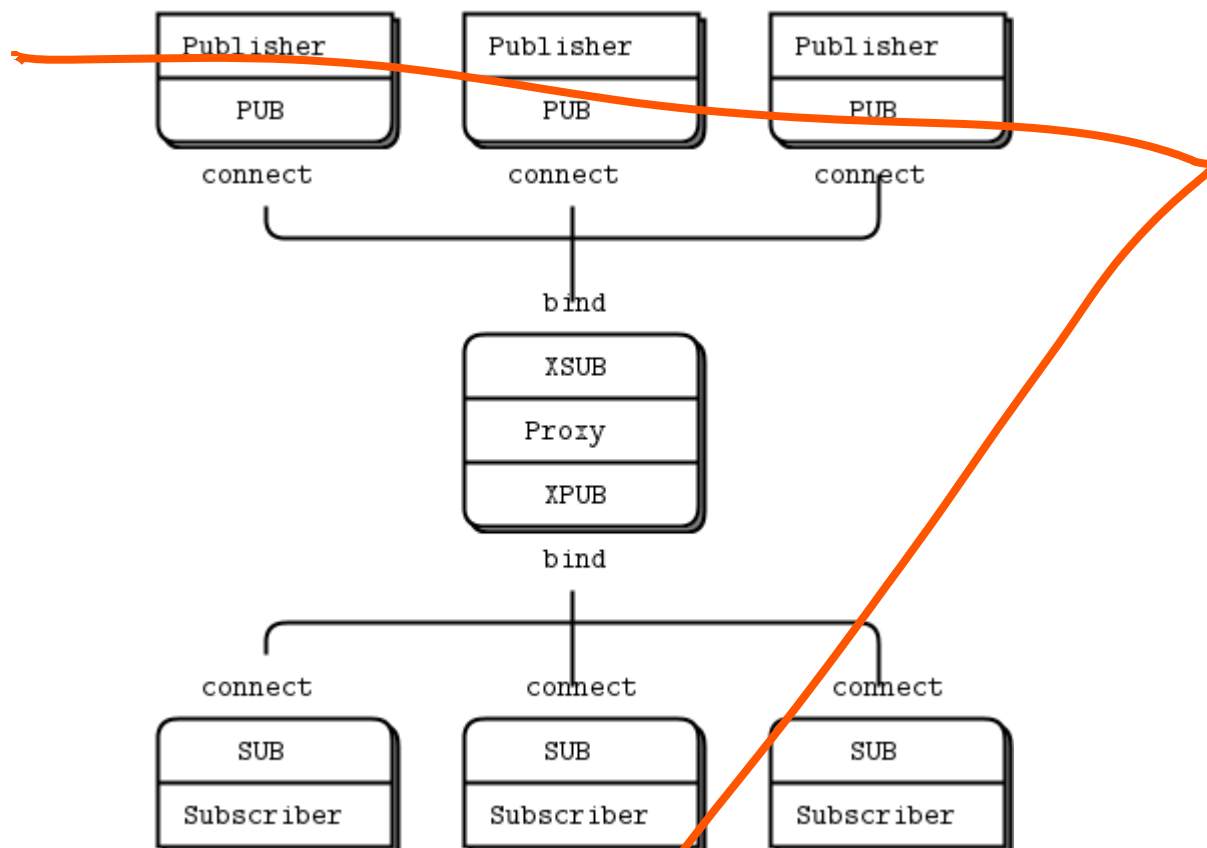 Publisher Publisher Publisher
PUB PUB PUB
connect connect connect
bind
XSUB
Proxy
XPUB
bind
connect connect connect
SUB SUB SUB
Subscriber Subscriber Subscriber